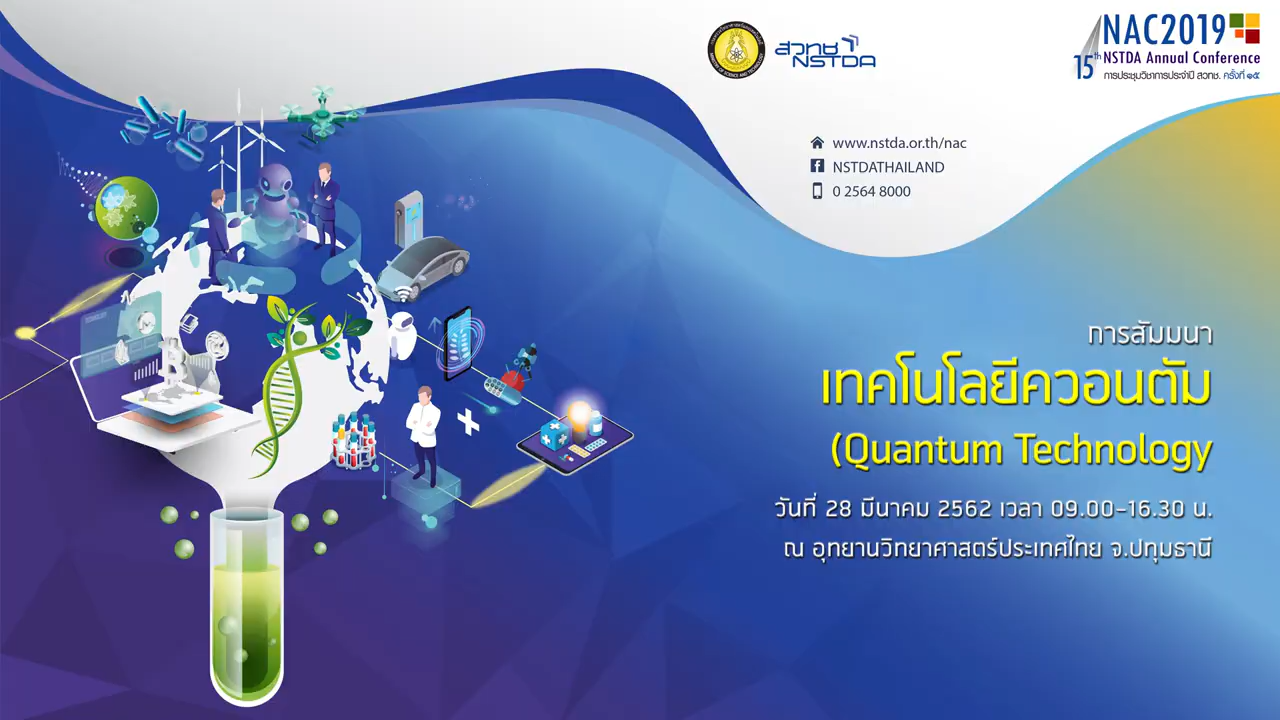 สวทช
NSTDA
NAC2019
15th NSTDA Annual Conference
การประชุมวิชาการประจำปี สวทช. ครั้งที่ ๑๕
www.nstda.or.th/nac
NSTDATHAILAND
0 2564 8000
การสัมมนา
เทคโนโลยีควอนตัม
(Quantum Technology
วันที่ 28 มีนาคม 2562 เวลา 09.00-16.30 น.
ณ อุทยานวิทยาศาสตร์ประเทศไทย จ.ปทุมธานี